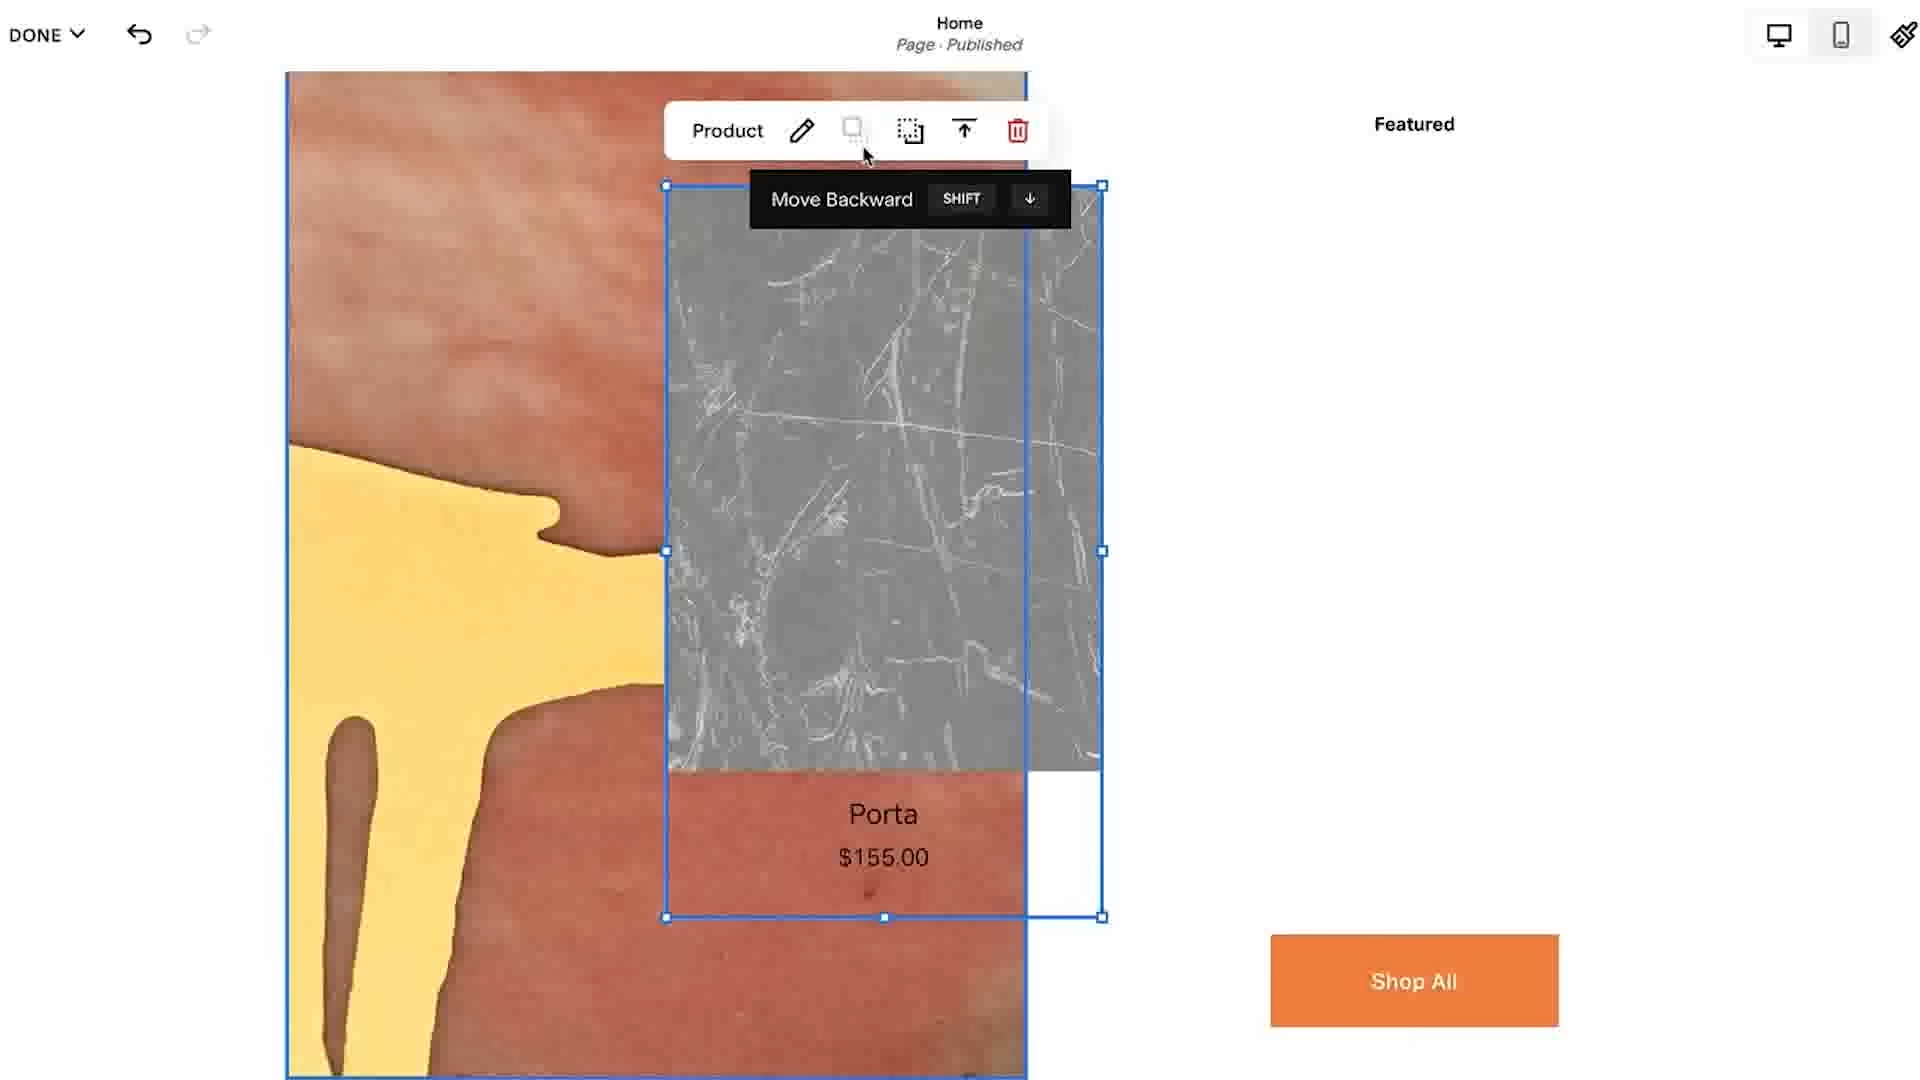 DONE
Home
Page · Published
Product
Featured
Move Backward SHIFT ↓
Porta
$155.00
Shop All